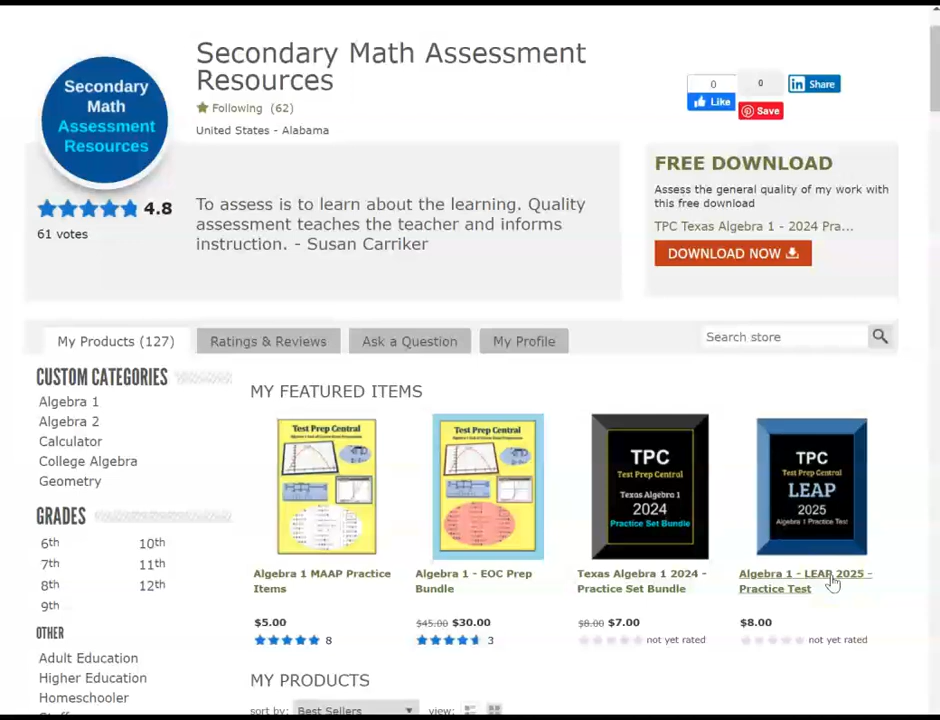 Secondary Math Assessment
Resources
Following (62)
United States - Alabama
Secondary
Math
Assessment
Resources
4.8
61 votes
To assess is to learn about the learning. Quality
assessment teaches the teacher and informs
instruction. - Susan Carriker
0
Like
0
Save
in Share
FREE DOWNLOAD
Assess the general quality of my work with
this free download
TPC Texas Algebra 1 - 2024 Pra...
DOWNLOAD NOW
My Products (127)
Ratings & Reviews
Ask a Question
My Profile
Search store
CUSTOM CATEGORIES
Algebra 1
Algebra 2
Calculator
College Algebra
Geometry
GRADES
6th 10th
7th 11th
8th 12th
9th
OTHER
Adult Education
Higher Education
Homeschooler
Staff
MY FEATURED ITEMS
Test Prep Central
Test Prep Central
TPC
Test Prep Central
Texas Algebra 1
2024
Practice Set Bundle
TPC
Test Prep Central
LEAP
2025
Algebra 1 Practice Test
Algebra 1 MAAP Practice
Items
$5.00
8
Algebra 1 - EOC Prep
Bundle
$45.00 $30.00
3
Texas Algebra 1 2024 -
Practice Set Bundle
$8.00 $7.00
not yet rated
Algebra 1 - LEAP 2025 -
Practice Test
$8.00
not yet rated
MY PRODUCTS
sort by: Best Sellers view: